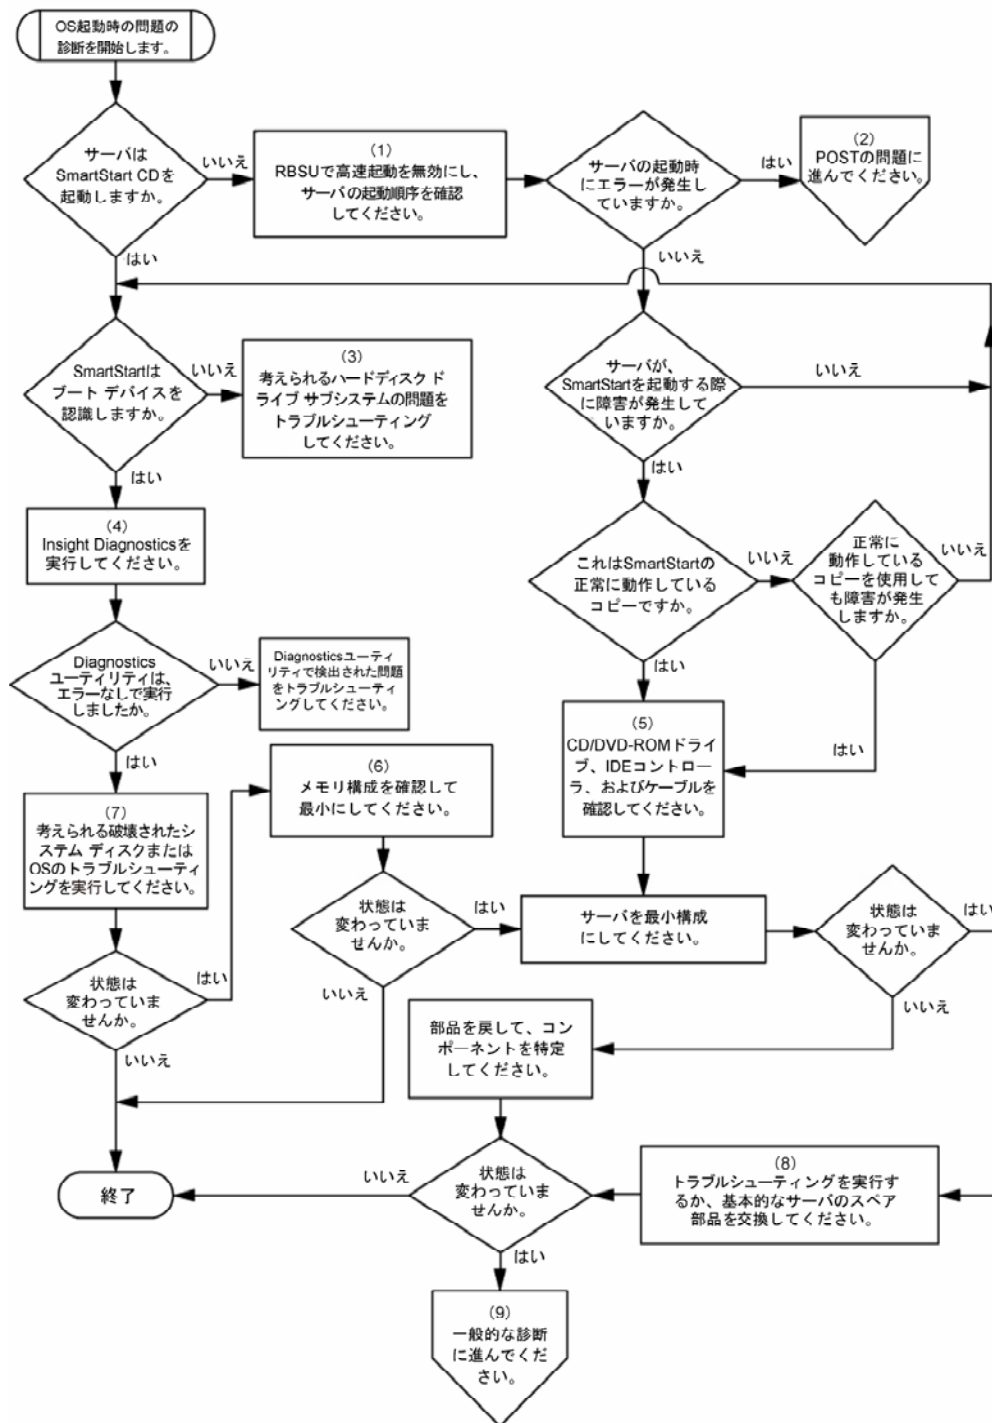 OS起動時の問題の
診断を開始します。
サーバは
SmartStart CDを
起動しますか。
いいえ
(1)
RBSUで高速起動を無効にし、
サーバの起動順序を確認
してください。
サーバの起動時
にエラーが発生し
ていますか。
はい
(2)
POSTの問題に
進んでください。
はい
いいえ
SmartStartは
ブート デバイスを
認識しますか。
いいえ
(3)
考えられるハードディスク ド
ライブ サブシステムの問題を
トラブルシューティング
してください。
サーバが、
SmartStartを起動する際
に障害が発生して
いますか。
いいえ
はい
はい
(4)
Insight Diagnosticsを
実行してください。
これはSmartStartの
正常に動作している
コピーですか。
いいえ
正常に
動作している
コピーを使用して
も障害が発生
しますか。
いいえ
Diagnostics
ユーティリティは、
エラーなしで実行
しましたか。
いいえ
Diagnosticsユーティ
リティで検出された問題
をトラブルシューティ
ングしてください。
はい
はい
はい
(5)
CD/DVD-ROMドライ
ブ、IDEコントロー
ラ、およびケーブルを
確認してください。
(6)
メモリ構成を確認して
最小にしてください。
(7)
考えられる破壊されたシ
ステム ディスクまたは
OSのトラブルシューティ
ングを実行してください。
状態は
変わっていま
せんか。
はい
サーバを最小構成
にしてください。
状態は
変わっていま
せんか。
はい
状態は
変わっていま
せんか。
はい
いいえ
いいえ
いいえ
部品を戻して、コン
ポーネントを特定
してください。
終了
いいえ
状態は
変わっていま
せんか。
(8)
トラブルシューティングを実行す
るか、基本的なサーバのスペア
部品を交換してください。
はい
(9)
一般的な診断
に進んでくだ
さい。